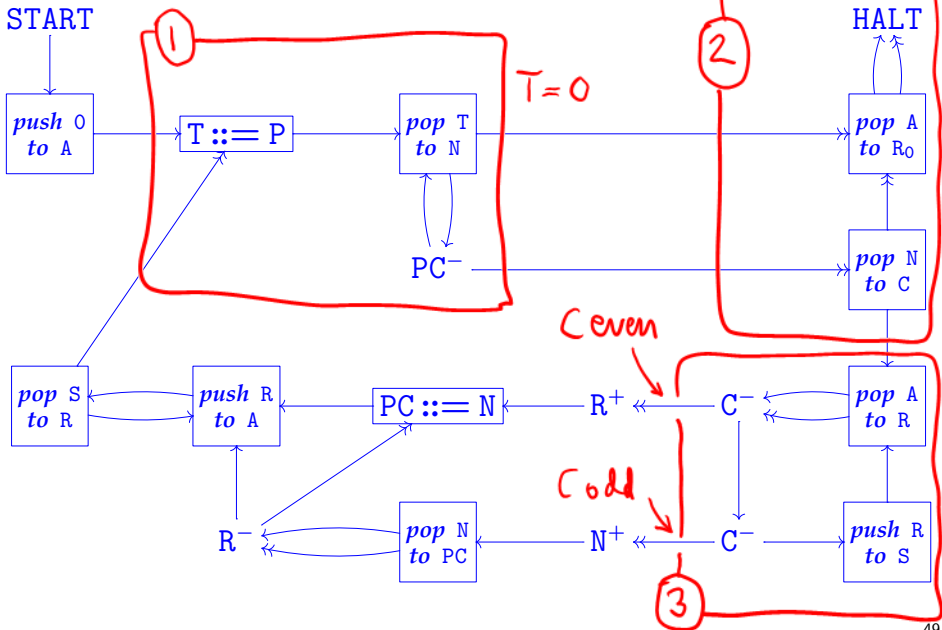 START
HALT
1
2
T=0
push 0
to A
T ::= P
pop T
to N
pop A
to R₀
PC⁻
pop N
to C
C even
pop S
to R
push R
to A
PC ::= N
R⁺
C⁻
pop A
to R
C odd
R⁻
pop N
to PC
N⁺
C⁻
push R
to S
3
49